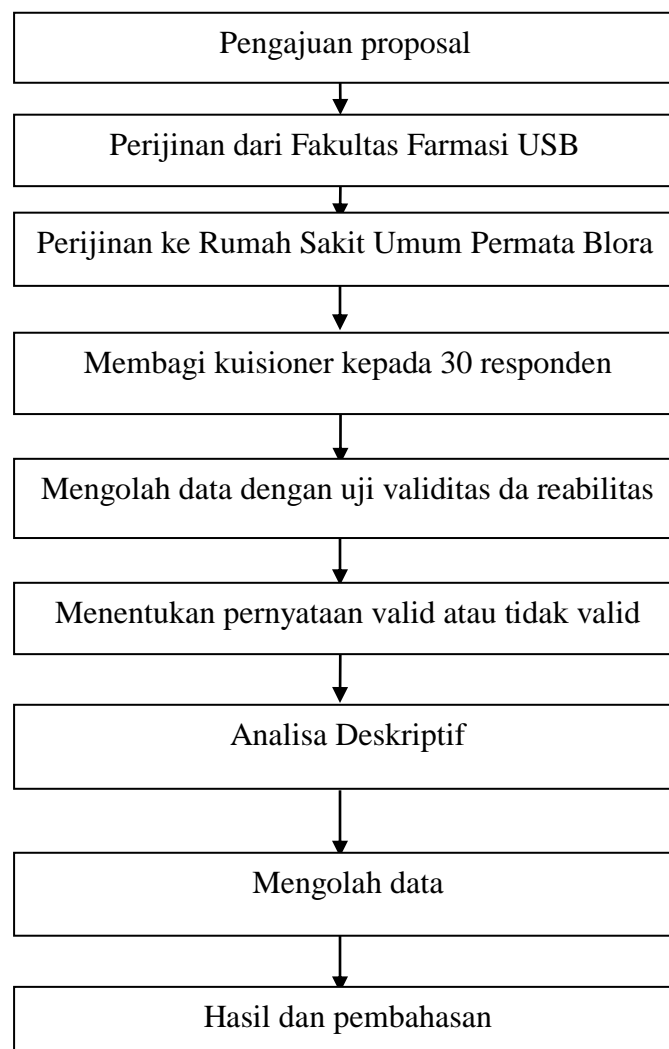 Pengajuan proposal
Perijinan dari Fakultas Farmasi USB
Perijinan ke Rumah Sakit Umum Permata Blora
Membagi kuisioner kepada 30 responden
Mengolah data dengan uji validitas da reabilitas
Menentukan pernyataan valid atau tidak valid
Analisa Deskriptif
Mengolah data
Hasil dan pembahasan